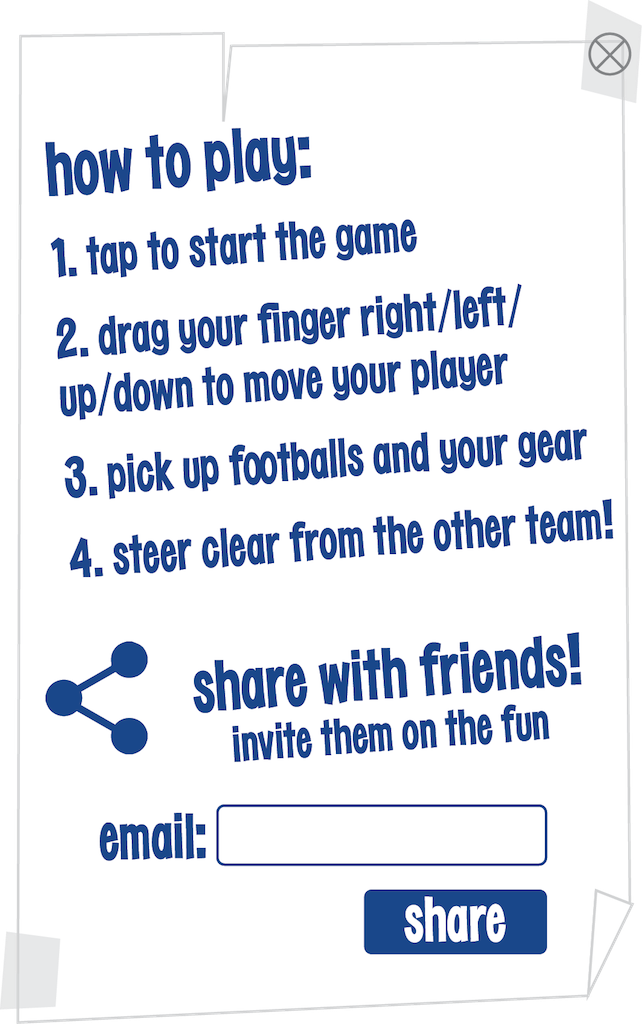 how to play:
1. tap to start the game
2. drag your finger right/left/
up/down to move your player
3. pick up footballs and your gear
4. steer clear from the other team!
share with friends!
invite them on the fun
email:
share